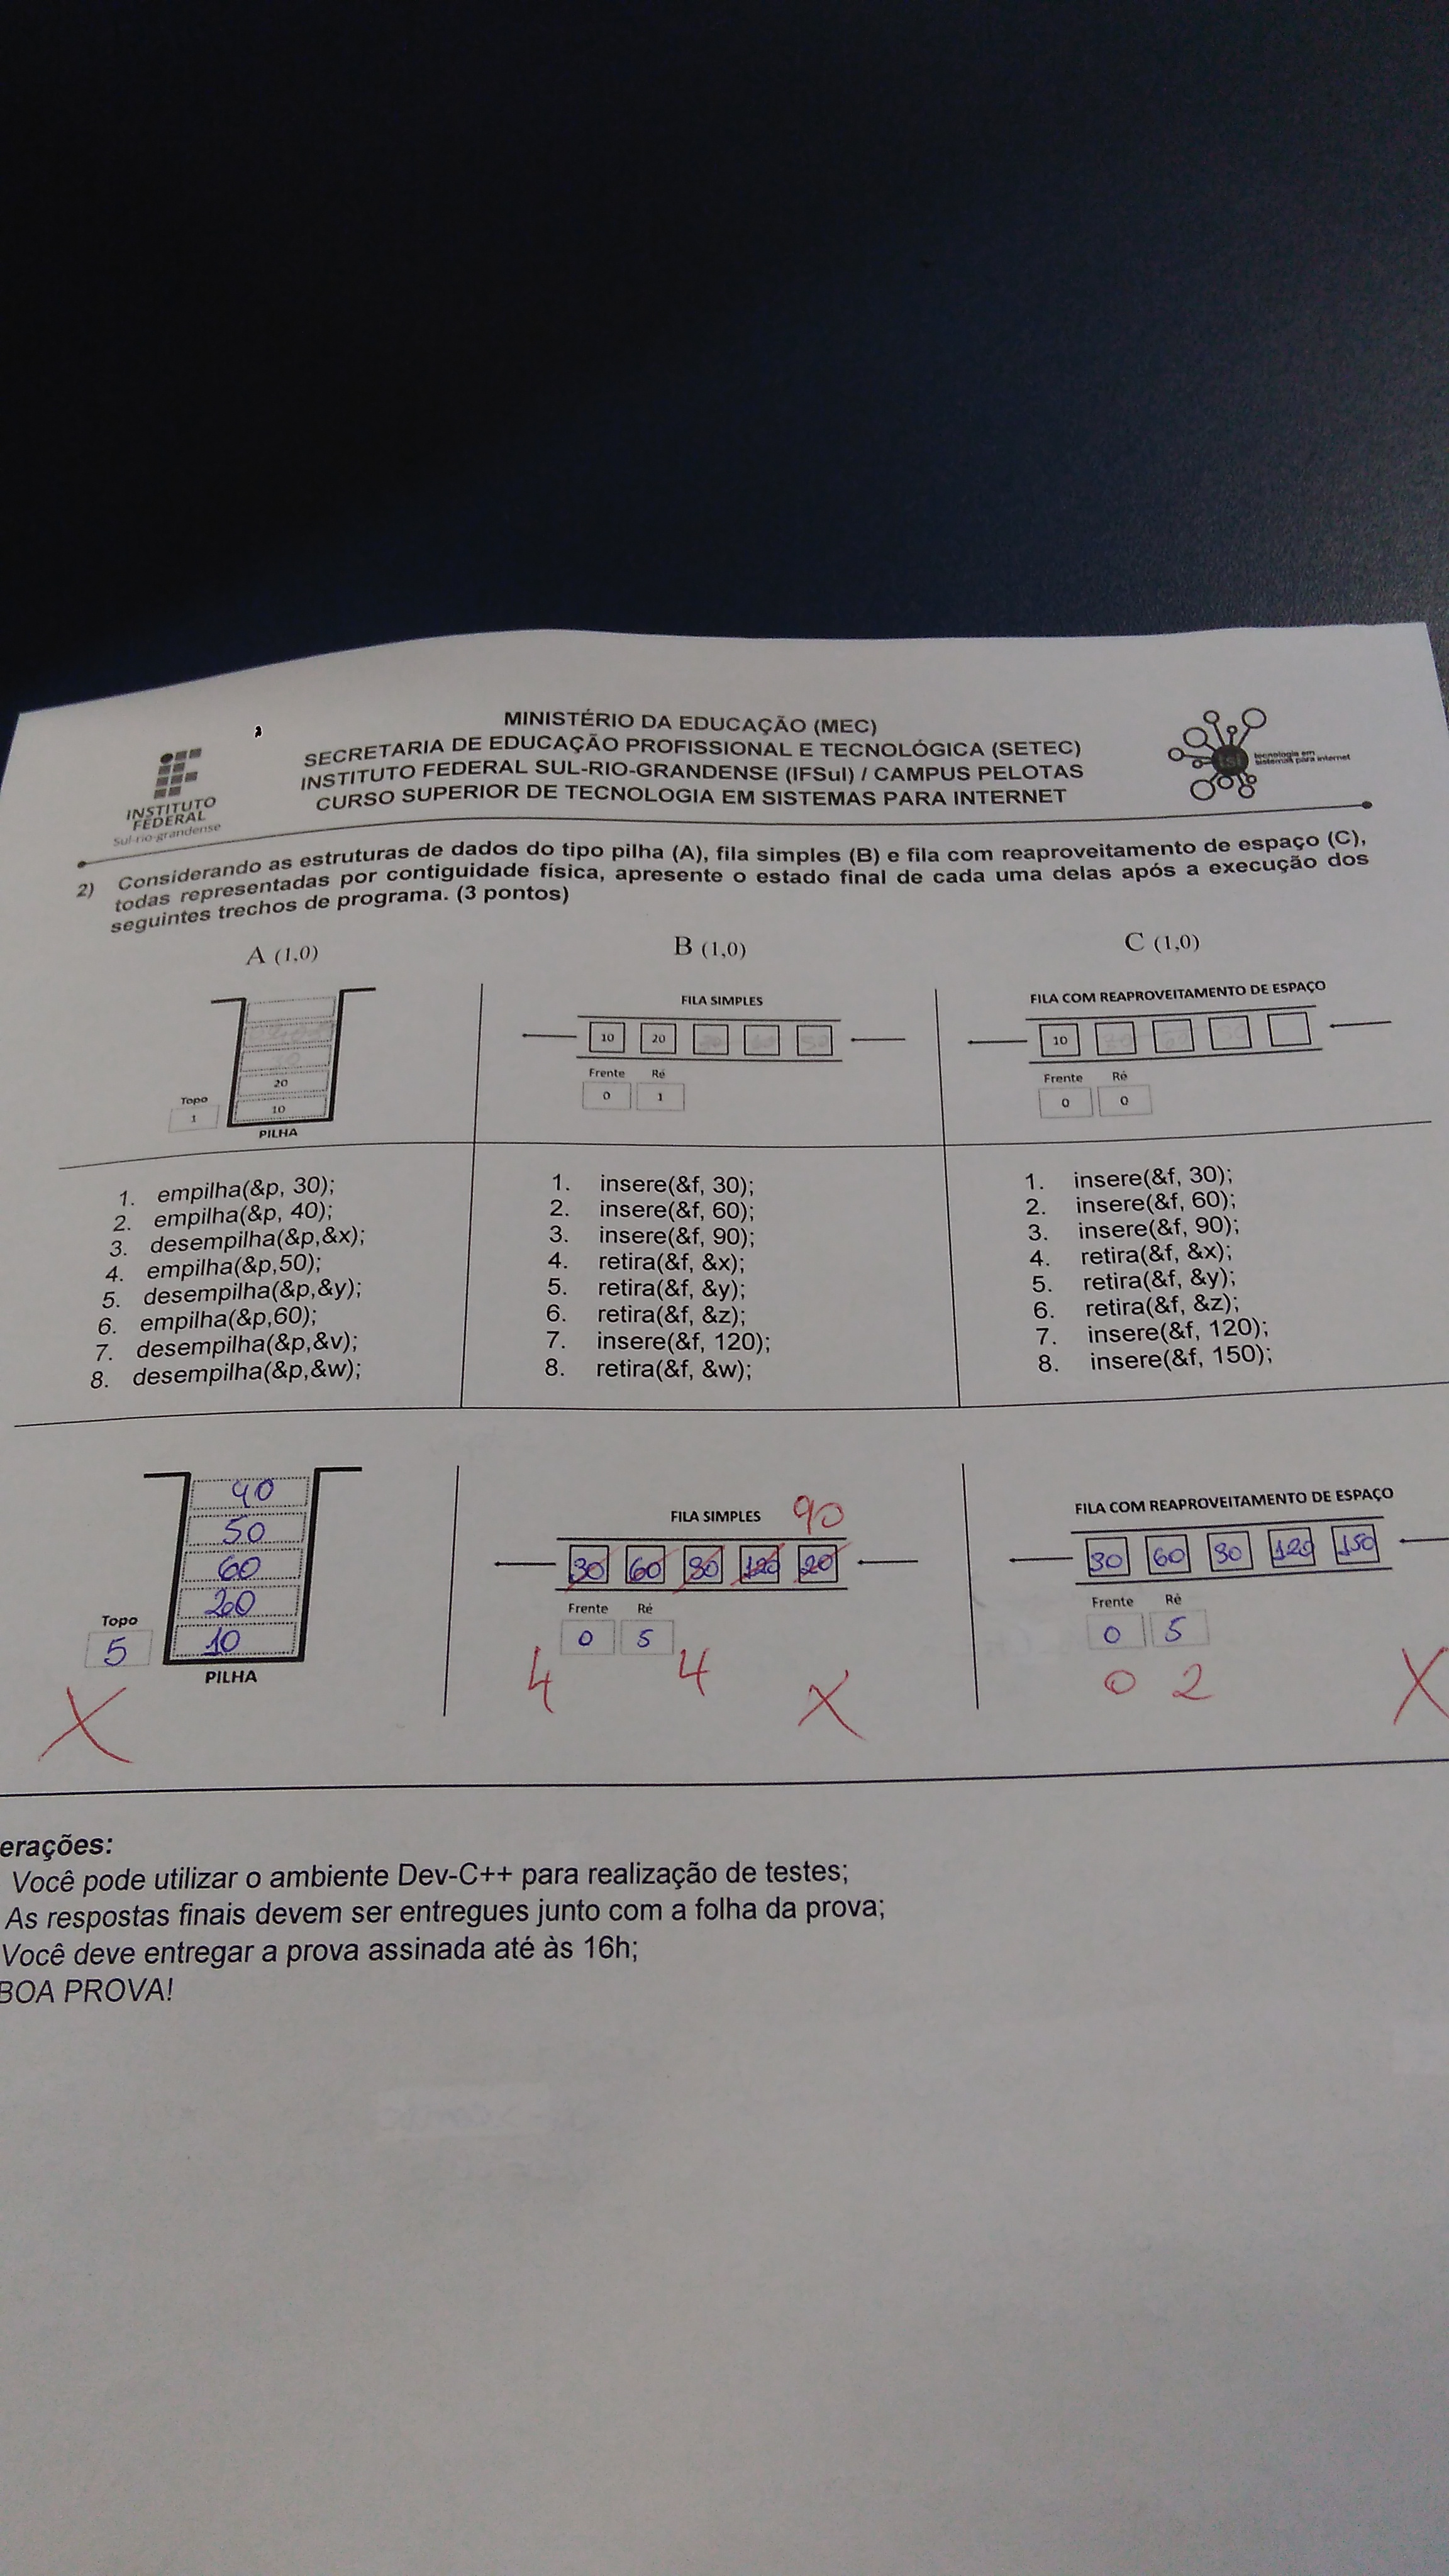 MINISTÉRIO DA EDUCAÇÃO (MEC)
SECRETARIA DE EDUCAÇÃO PROFISSIONAL E TECNOLÓGICA (SETEC)
INSTITUTO FEDERAL SUL-RIO-GRANDENSE (IFSul) / CAMPUS PELOTAS
CURSO SUPERIOR DE TECNOLOGIA EM SISTEMAS PARA INTERNET
INSTITUTO
FEDERAL
Sul-rio-grandense
tsi
tecnologia em
sistemas para internet
2) Considerando as estruturas de dados do tipo pilha (A), fila simples (B) e fila com reaproveitamento de espaço (C),
todas representadas por contiguidade física, apresente o estado final de cada uma delas após a execução dos
seguintes trechos de programa. (3 pontos)
A (1,0)
20
10
Topo
1
PILHA
B (1,0)
FILA SIMPLES
10 20
Frente Ré
0 1
C (1,0)
FILA COM REAPROVEITAMENTO DE ESPAÇO
10
Frente Ré
0 0
1. empilha(&p, 30);
2. empilha(&p, 40);
3. desempilha(&p,&x);
4. empilha(&p,50);
5. desempilha(&p,&y);
6. empilha(&p,60);
7. desempilha(&p,&v);
8. desempilha(&p,&w);
1. insere(&f, 30);
2. insere(&f, 60);
3. insere(&f, 90);
4. retira(&f, &x);
5. retira(&f, &y);
6. retira(&f, &z);
7. insere(&f, 120);
8. retira(&f, &w);
1. insere(&f, 30);
2. insere(&f, 60);
3. insere(&f, 90);
4. retira(&f, &x);
5. retira(&f, &y);
6. retira(&f, &z);
7. insere(&f, 120);
8. insere(&f, 150);
40
50
60
20
10
Topo
5
PILHA
X
FILA SIMPLES
90
30 60 90 120 20
Frente Ré
0 5
4 4
X
FILA COM REAPROVEITAMENTO DE ESPAÇO
30 60 90 120 150
Frente Ré
0 5
0 2
X
erações:
Você pode utilizar o ambiente Dev-C++ para realização de testes;
As respostas finais devem ser entregues junto com a folha da prova;
Você deve entregar a prova assinada até às 16h;
BOA PROVA!